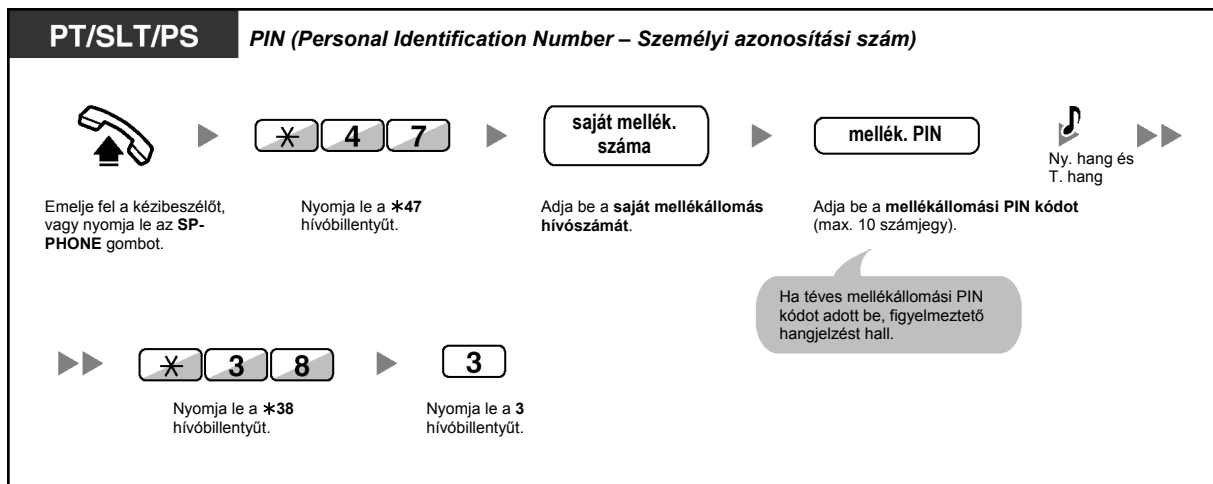 PT/SLT/PS
PIN (Personal Identification Number – Személyi azonosítási szám)
✳ 4 7
saját mellék.
száma
mellék. PIN
Ny. hang és
T. hang
Emelje fel a kézibeszélőt,
vagy nyomja le az SP-
PHONE gombot.
Nyomja le a ✳47
hívóbillentyűt.
Adja be a saját mellékállomás
hívószámát.
Adja be a mellékállomási PIN kódot
(max. 10 számjegy).
Ha téves mellékállomási PIN
kódot adott be, figyelmeztető
hangjelzést hall.
✳ 3 8
3
Nyomja le a ✳38
hívóbillentyűt.
Nyomja le a 3
hívóbillentyűt.